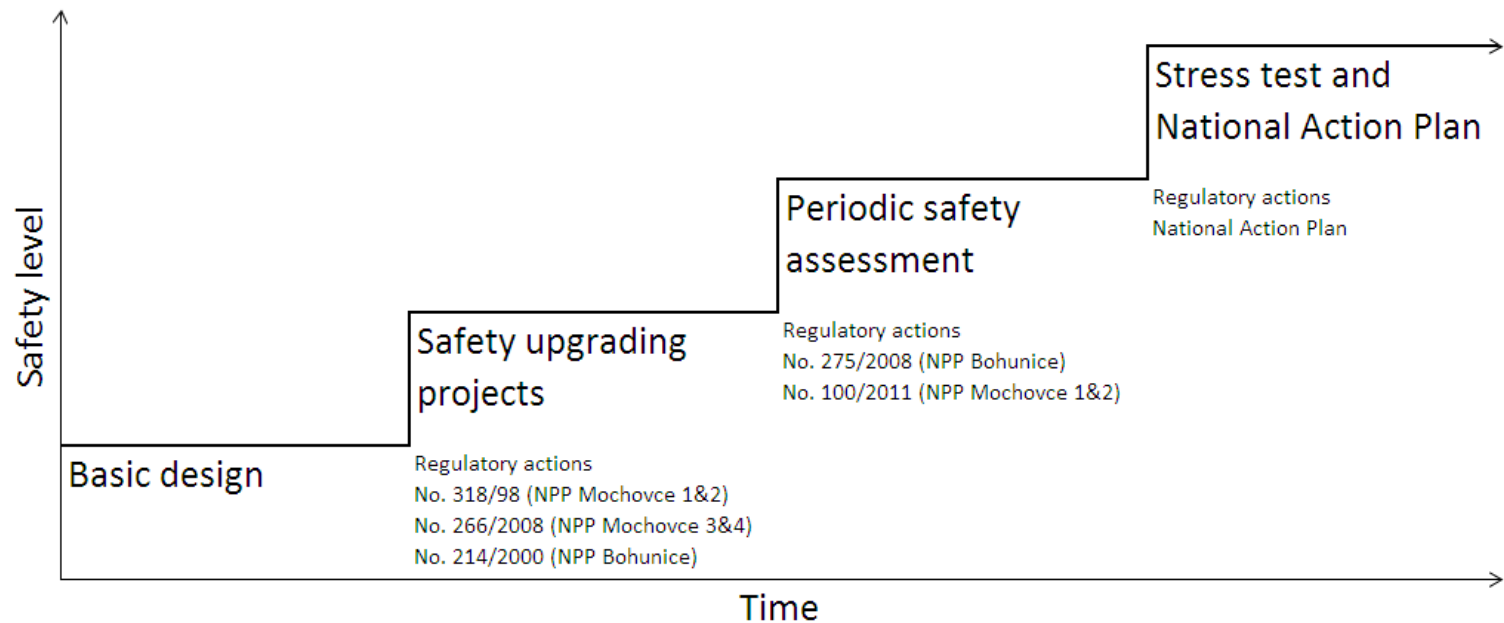 Stress test and
National Action Plan
Regulatory actions
National Action Plan
Periodic safety
assessment
Regulatory actions
No. 275/2008 (NPP Bohunice)
No. 100/2011 (NPP Mochovce 1&2)
Safety upgrading
projects
Regulatory actions
No. 318/98 (NPP Mochovce 1&2)
No. 266/2008 (NPP Mochovce 3&4)
No. 214/2000 (NPP Bohunice)
Basic design
Safety level
Time